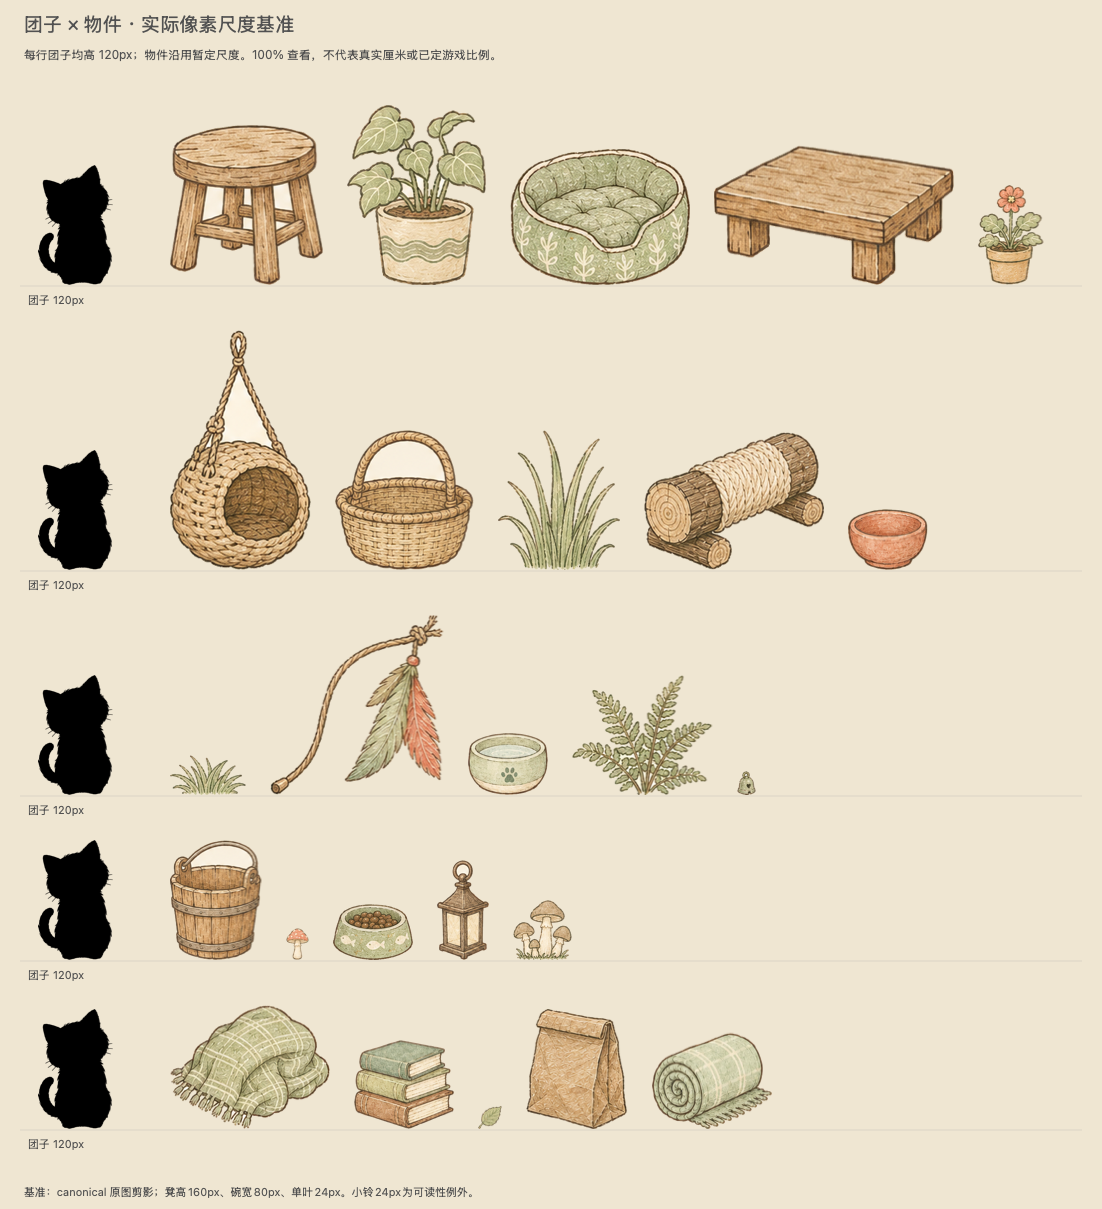 团子 × 物件 · 实际像素尺度基准
每行团子均高 120px；物件沿用暂定尺度。100% 查看，不代表真实厘米或已定游戏比例。
团子 120px
团子 120px
团子 120px
团子 120px
团子 120px
基准：canonical 原图剪影；凳高 160px、碗宽 80px、单叶 24px。小铃 24px 为可读性例外。